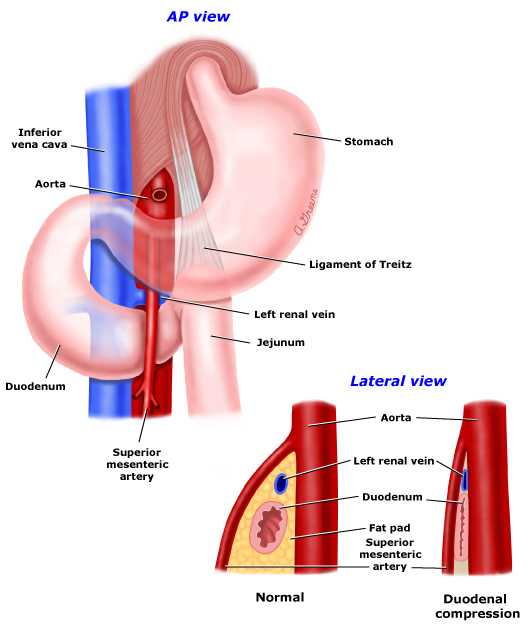 AP view
Inferior
vena cava
Stomach
Aorta
A.Greene
Ligament of Treitz
Left renal vein
Jejunum
Duodenum
Superior
mesenteric
artery
Lateral view
Aorta
Left renal vein
Duodenum
Fat pad
Superior
mesenteric
artery
Normal
Duodenal
compression